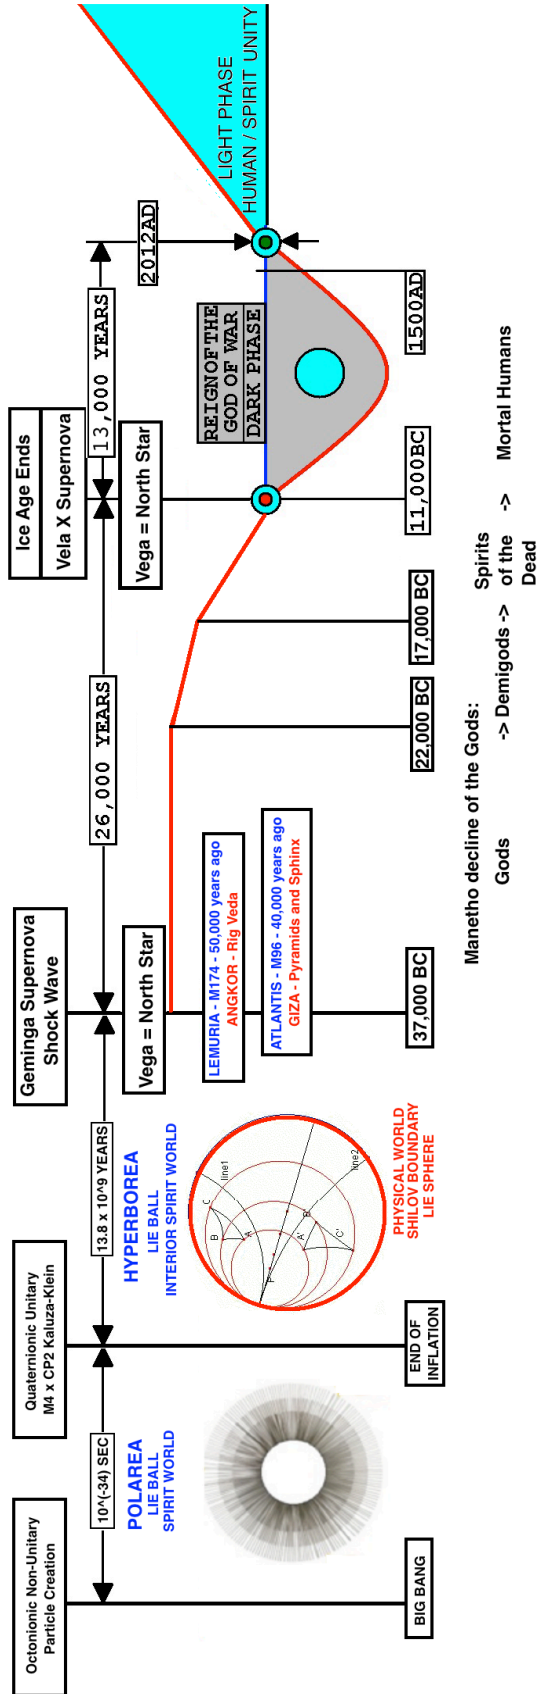 Octonionic Non-Unitary
Particle Creation
Quaternionic Unitary
M4 x CP2 Kaluza-Klein
Geminga Supernova
Shock Wave
Ice Age Ends
Vela X Supernova
10^(-34) SEC
13.8 x 10^9 YEARS
26,000 YEARS
13,000 YEARS
2012AD
POLAREA
LIE BALL
SPIRIT WORLD
HYPERBOREA
LIE BALL
INTERIOR SPIRIT WORLD
Vega = North Star
Vega = North Star
LEMURIA - M174 - 50,000 years ago
ANGKOR - Rig Veda
ATLANTIS - M96 - 40,000 years ago
GIZA - Pyramids and Sphinx
REIGN OF THE
GOD OF WAR
DARK PHASE
LIGHT PHASE
HUMAN / SPIRIT UNITY
line1
C
B
A
P
A'
B'
C'
line2
PHYSICAL WORLD
SHILOV BOUNDARY
LIE SPHERE
BIG BANG
END OF
INFLATION
37,000 BC
22,000 BC
17,000 BC
11,000BC
1500AD
Manetho decline of the Gods:
Spirits
Gods -> Demigods -> of the -> Mortal Humans
Dead